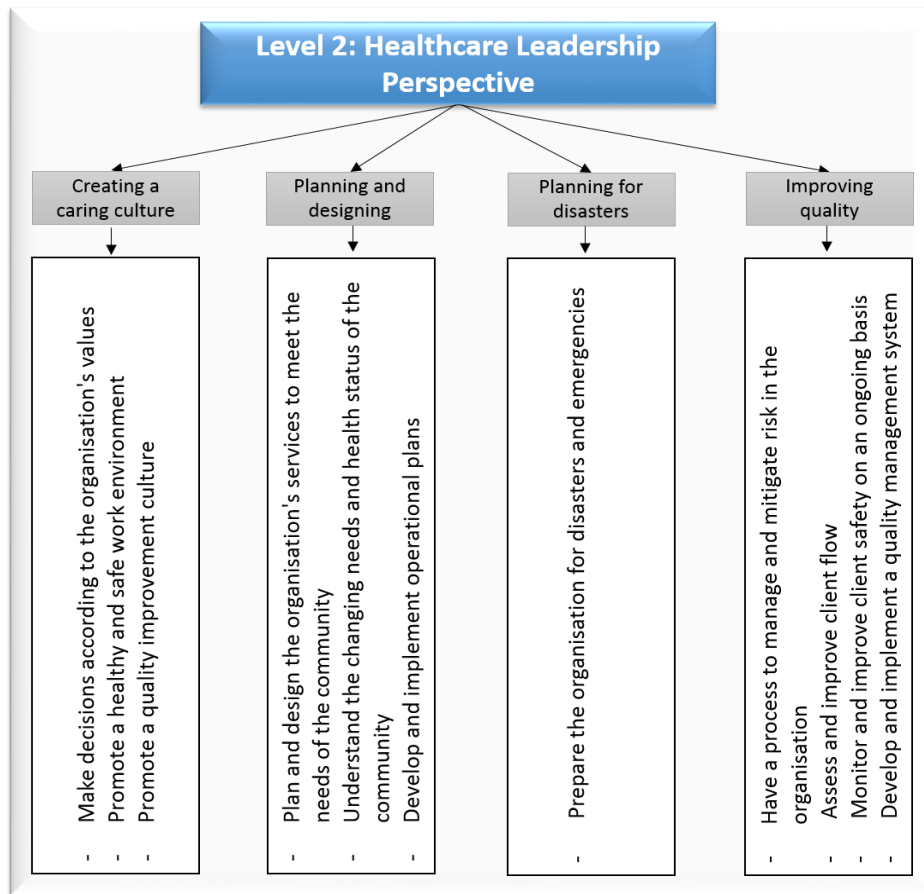 Level 2: Healthcare Leadership
Perspective
Creating a
caring culture
- Make decisions according to the organisation's values
- Promote a healthy and safe work environment
- Promote a quality improvement culture
Planning and
designing
- Plan and design the organisation's services to meet the
needs of the community
- Understand the changing needs and health status of the
community
- Develop and implement operational plans
Planning for
disasters
- Prepare the organisation for disasters and emergencies
Improving
quality
- Have a process to manage and mitigate risk in the
organisation
- Assess and improve client flow
- Monitor and improve client safety on an ongoing basis
- Develop and implement a quality management system